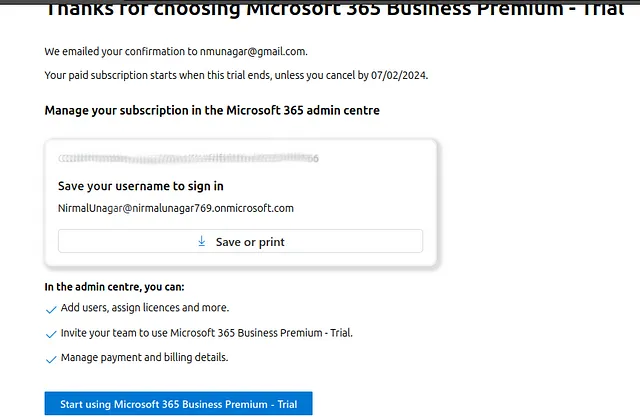 Thanks for choosing Microsoft 365 Business Premium - Trial
We emailed your confirmation to nmunagar@gmail.com.
Your paid subscription starts when this trial ends, unless you cancel by 07/02/2024.
Manage your subscription in the Microsoft 365 admin centre
Save your username to sign in
NirmalUnagar@nirmalunagar769.onmicrosoft.com
Save or print
In the admin centre, you can:
Add users, assign licences and more.
Invite your team to use Microsoft 365 Business Premium - Trial.
Manage payment and billing details.
Start using Microsoft 365 Business Premium - Trial